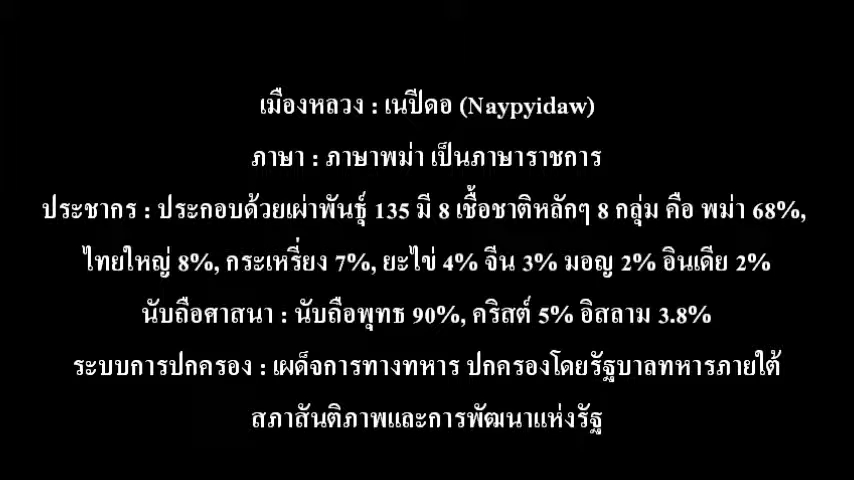 เมืองหลวง : เนปีดอ (Naypyidaw)
ภาษา : ภาษาพม่า เป็นภาษาราชการ
ประชากร : ประกอบด้วยเผ่าพันธุ์ 135 มี 8 เชื้อชาติหลักๆ 8 กลุ่ม คือ พม่า 68%,
ไทยใหญ่ 8%, กระเหรี่ยง 7%, ยะไข่ 4% จีน 3% มอญ 2% อินเดีย 2%
นับถือศาสนา : นับถือพุทธ 90%, คริสต์ 5% อิสลาม 3.8%
ระบบการปกครอง : เผด็จการทางทหาร ปกครองโดยรัฐบาลทหารภายใต้
สภาสันติภาพและการพัฒนาแห่งรัฐ